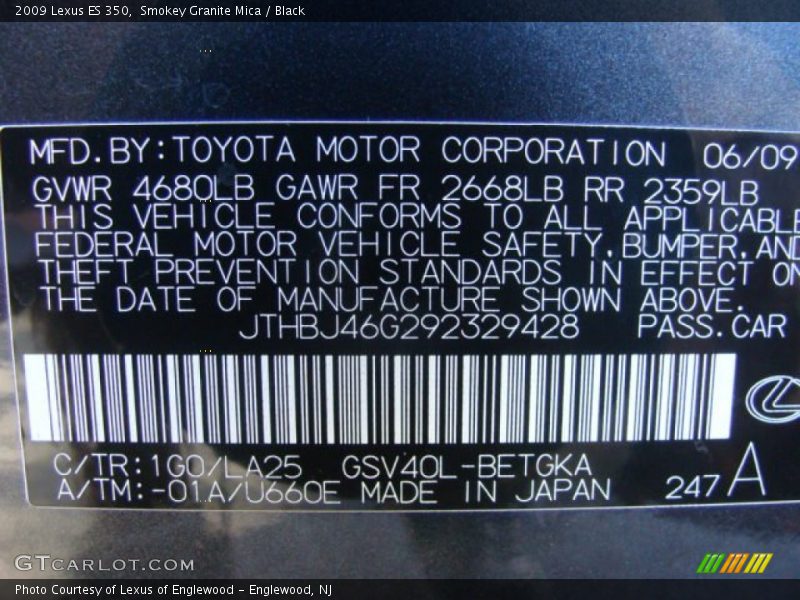 2009 Lexus ES 350,  Smokey Granite Mica / Black
MFD.BY:TOYOTA MOTOR CORPORATION 06/09
GVWR 4680LB GAWR FR 2668LB RR 2359LB
THIS VEHICLE CONFORMS TO ALL APPLICABLE
FEDERAL MOTOR VEHICLE SAFETY,BUMPER,AND
THEFT PREVENTION STANDARDS IN EFFECT ON
THE DATE OF MANUFACTURE SHOWN ABOVE.
JTHBJ46G292329428 PASS.CAR
C/TR:1G0/LA25 GSV40L-BETGKA
A/TM:-01A/U660E MADE IN JAPAN 247 A
GTCARLOT.COM
Photo Courtesy of Lexus of Englewood - Englewood, NJ